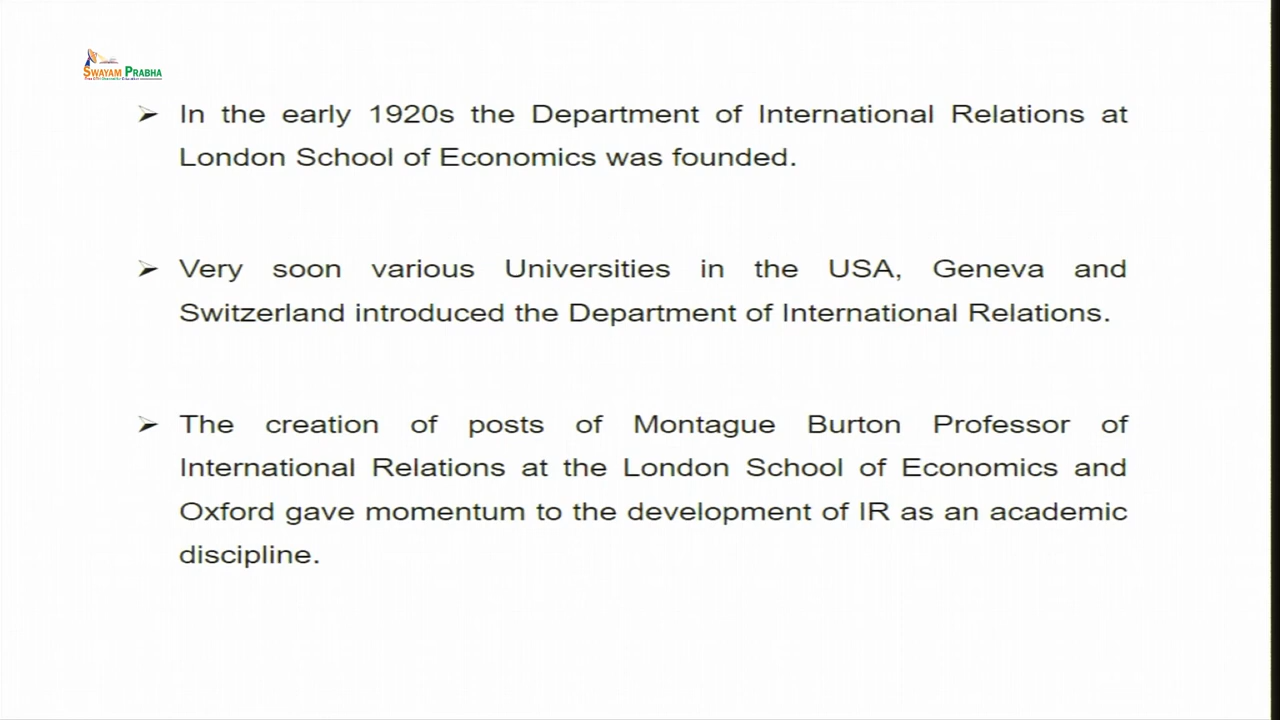 SWAYAM PRABHA
➢ In the early 1920s the Department of International Relations at
London School of Economics was founded.
➢ Very soon various Universities in the USA, Geneva and
Switzerland introduced the Department of International Relations.
➢ The creation of posts of Montague Burton Professor of
International Relations at the London School of Economics and
Oxford gave momentum to the development of IR as an academic
discipline.